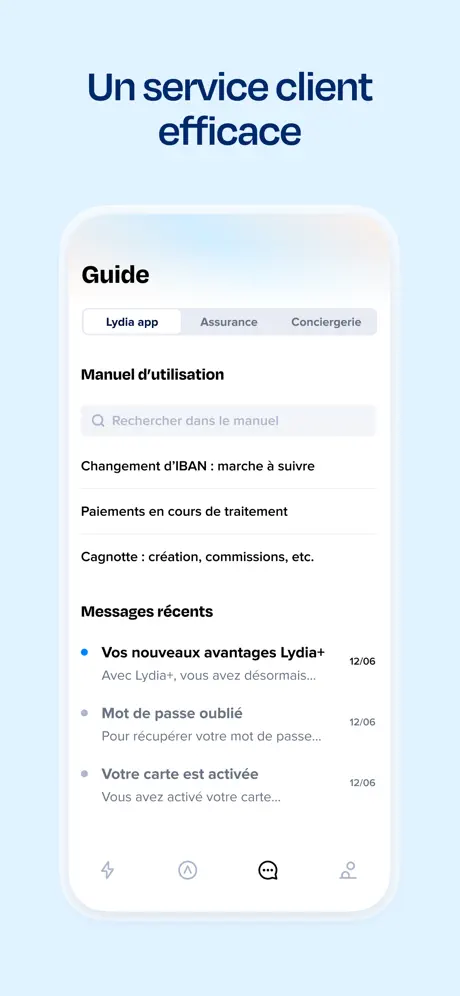 Un service client
efficace
Guide
Lydia app
Assurance
Conciergerie
Manuel d'utilisation
Rechercher dans le manuel
Changement d'IBAN : marche à suivre
Paiements en cours de traitement
Cagnotte : création, commissions, etc.
Messages récents
Vos nouveaux avantages Lydia+
12/06
Avec Lydia+, vous avez désormais...
Mot de passe oublié
12/06
Pour récupérer votre mot de passe...
Votre carte est activée
12/06
Vous avez activé votre carte...